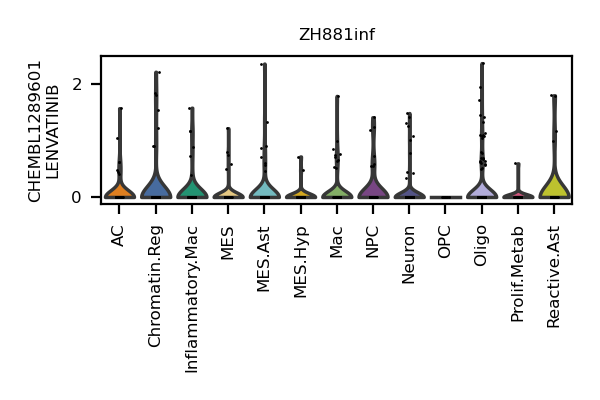 ZH881inf
CHEMBL1289601
LENVATINIB
2
0
AC
Chromatin.Reg
Inflammatory.Mac
MES
MES.Ast
MES.Hyp
Mac
NPC
Neuron
OPC
Oligo
Prolif.Metab
Reactive.Ast